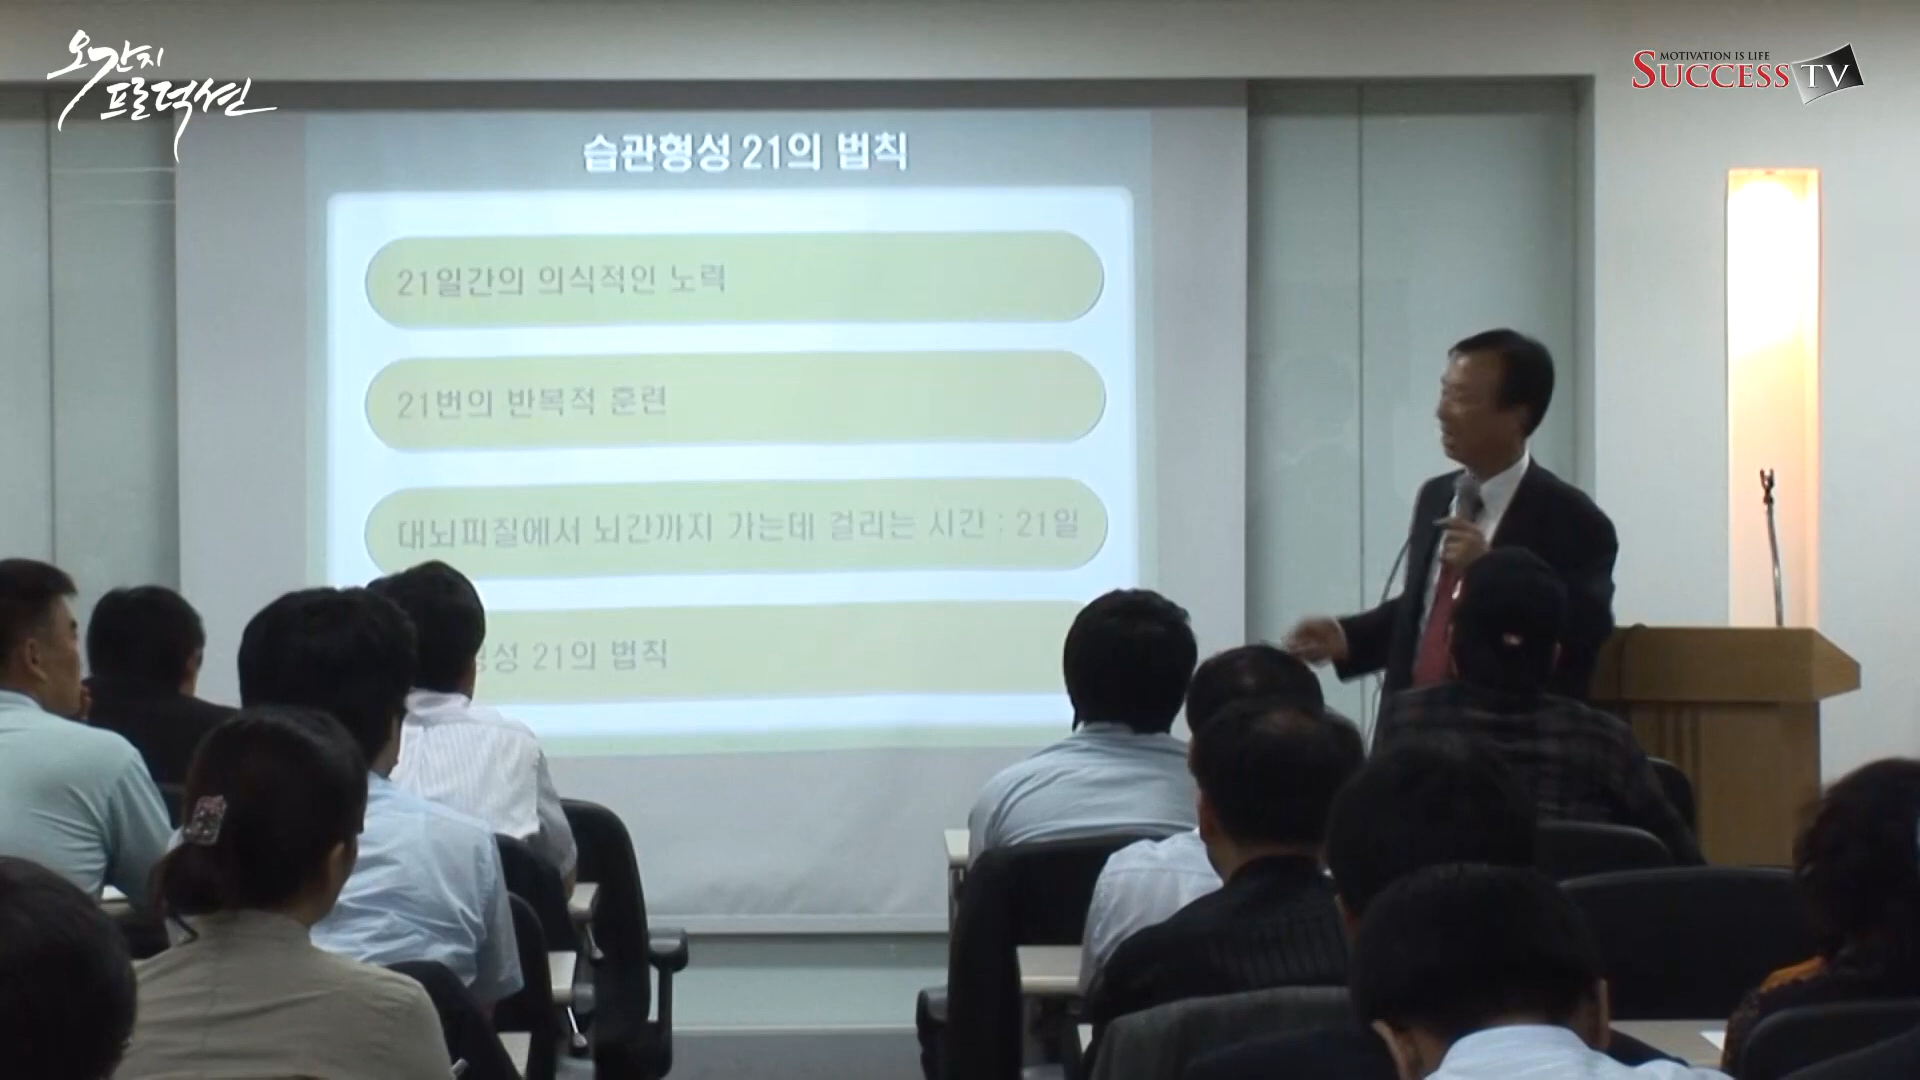 오간지
프로덕션
MOTIVATION IS LIFE
SUCCESS TV
습관형성 21의 법칙
21일간의 의식적인 노력
21번의 반복적 훈련
대뇌피질에서 뇌간까지 가는데 걸리는 시간 : 21일
형성 21의 법칙